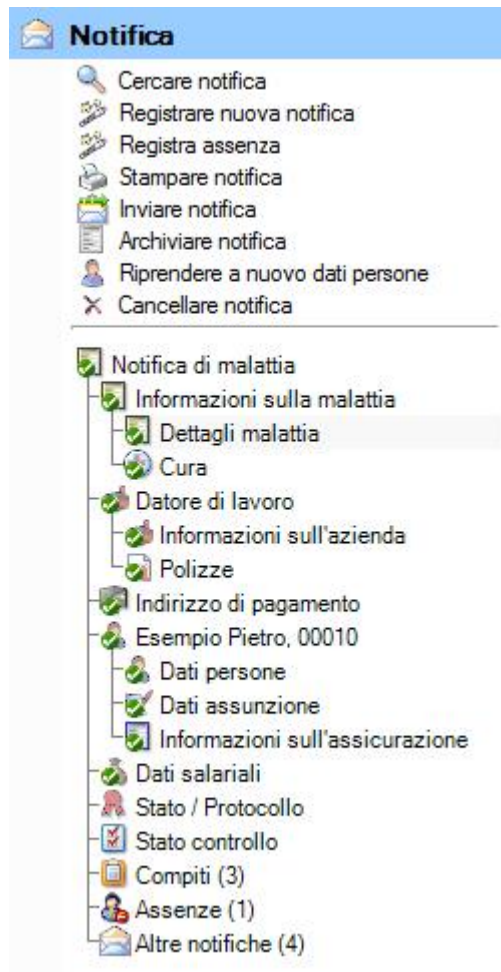 Notifica
Cercare notifica
Registrare nuova notifica
Registra assenza
Stampare notifica
Inviare notifica
Archiviare notifica
Riprendere a nuovo dati persone
Cancellare notifica
Notifica di malattia
Informazioni sulla malattia
Dettagli malattia
Cura
Datore di lavoro
Informazioni sull'azienda
Polizze
Indirizzo di pagamento
Esempio Pietro, 00010
Dati persone
Dati assunzione
Informazioni sull'assicurazione
Dati salariali
Stato / Protocollo
Stato controllo
Compiti (3)
Assenze (1)
Altre notifiche (4)